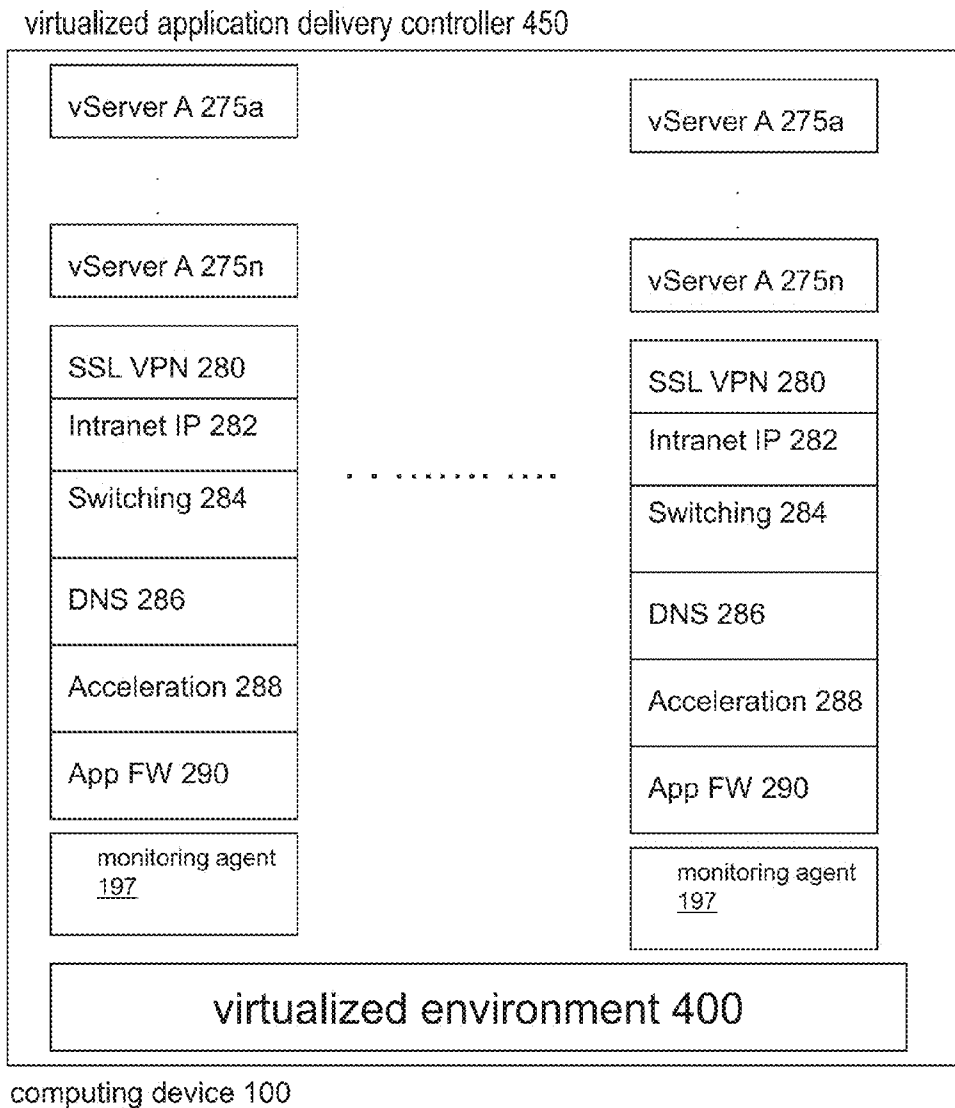 virtualized application delivery controller 450
vServer A 275a
vServer A 275n
SSL VPN 280
Intranet IP 282
Switching 284
DNS 286
Acceleration 288
App FW 290
monitoring agent
197
vServer A 275a
vServer A 275n
SSL VPN 280
Intranet IP 282
Switching 284
DNS 286
Acceleration 288
App FW 290
monitoring agent
197
virtualized environment 400
computing device 100